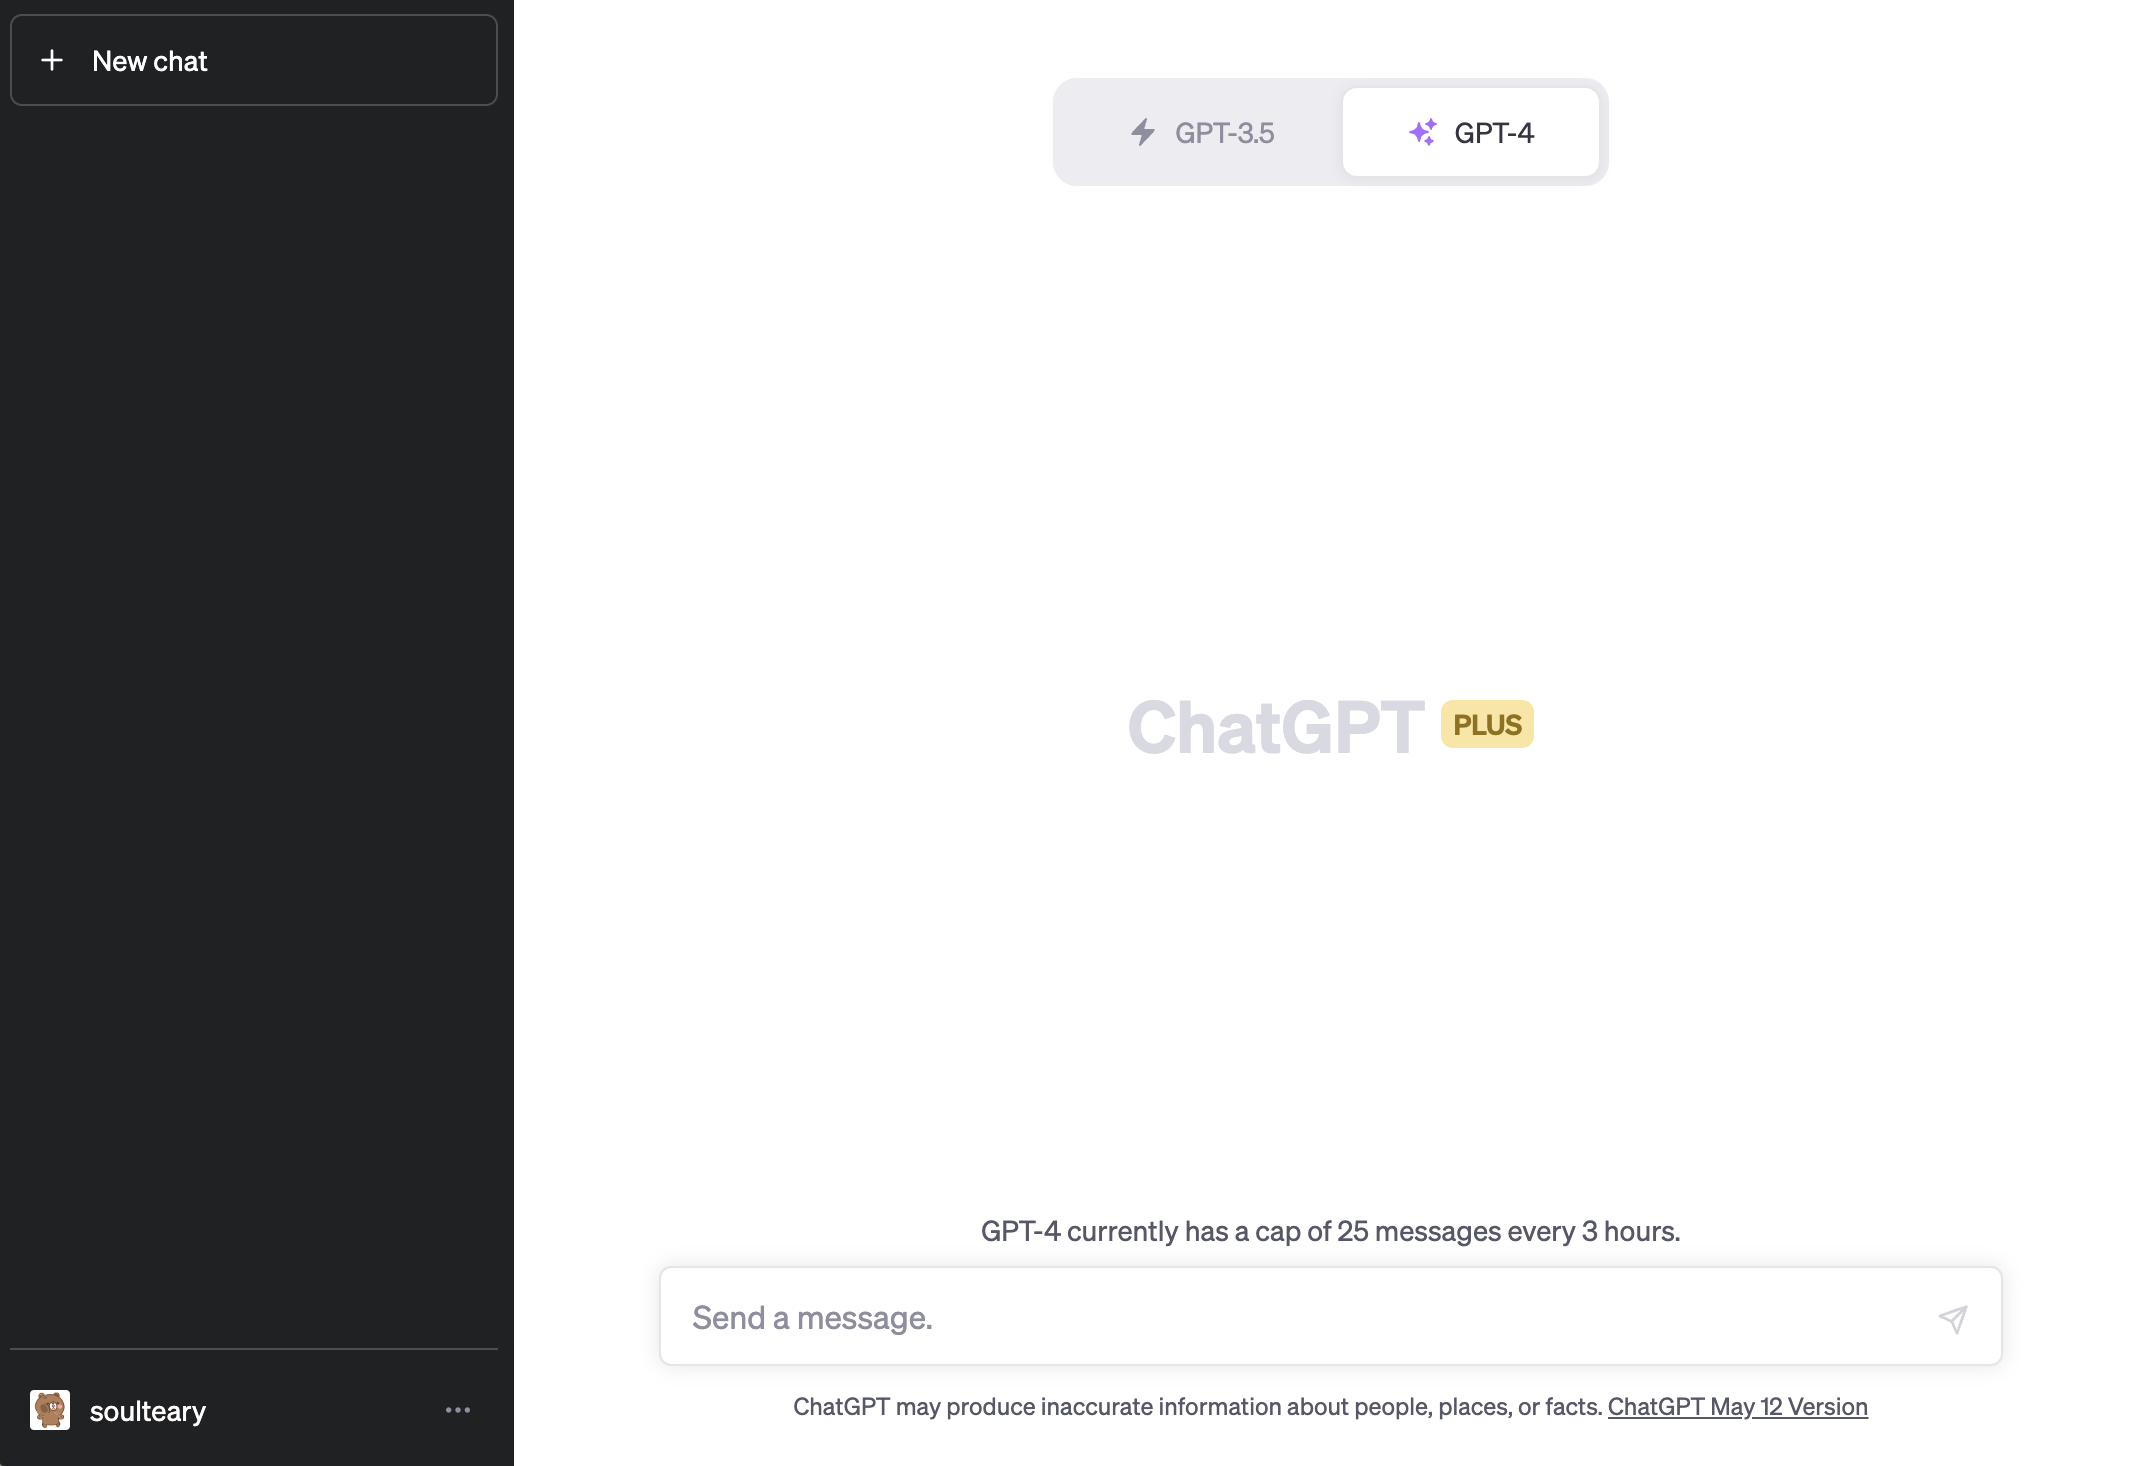 New chat
GPT-3.5
GPT-4
ChatGPT PLUS
GPT-4 currently has a cap of 25 messages every 3 hours.
Send a message.
ChatGPT may produce inaccurate information about people, places, or facts. ChatGPT May 12 Version
soulteary